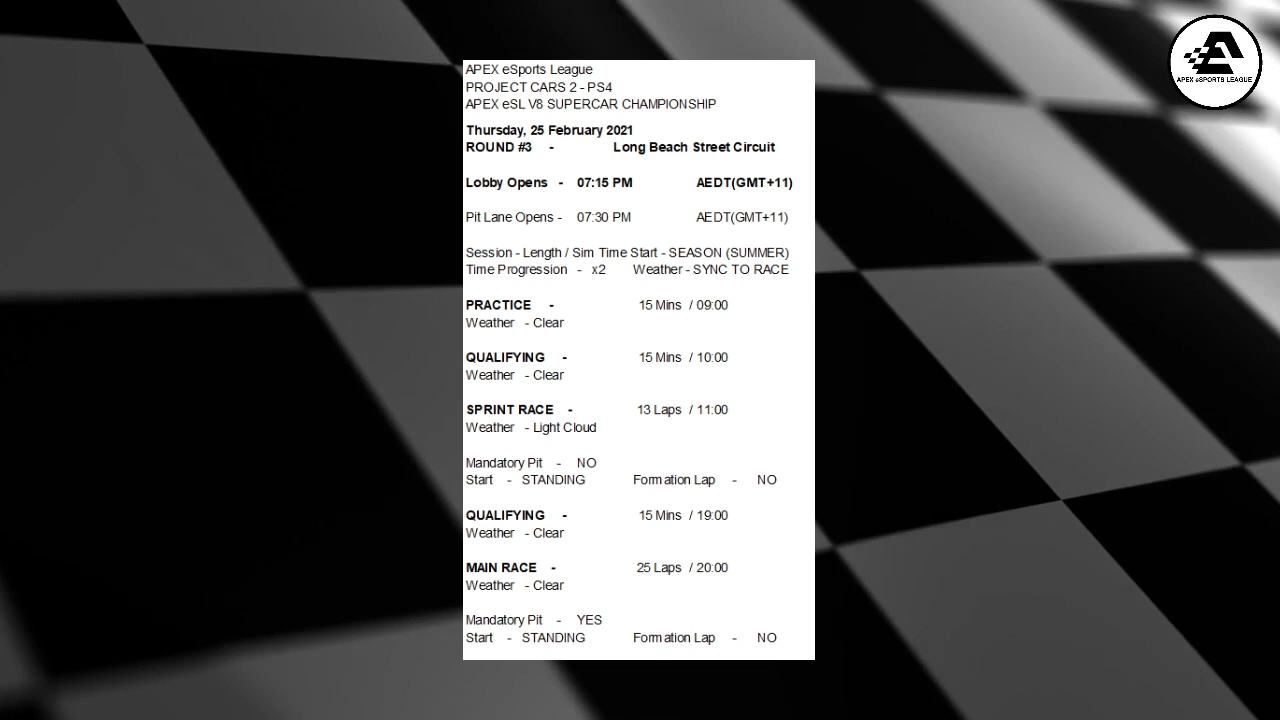 APEX eSports League
PROJECT CARS 2 - PS4
APEX eSL V8 SUPERCAR CHAMPIONSHIP
Thursday, 25 February 2021
ROUND #3 - Long Beach Street Circuit
Lobby Opens - 07:15 PM AEDT(GMT+11)
Pit Lane Opens - 07:30 PM AEDT(GMT+11)
Session - Length / Sim Time Start - SEASON (SUMMER)
Time Progression - x2 Weather - SYNC TO RACE
PRACTICE - 15 Mins / 09:00
Weather - Clear
QUALIFYING - 15 Mins / 10:00
Weather - Clear
SPRINT RACE - 13 Laps / 11:00
Weather - Light Cloud
Mandatory Pit - NO
Start - STANDING Formation Lap - NO
QUALIFYING - 15 Mins / 19:00
Weather - Clear
MAIN RACE - 25 Laps / 20:00
Weather - Clear
Mandatory Pit - YES
Start - STANDING Formation Lap - NO
APEX eSPORTS LEAGUE